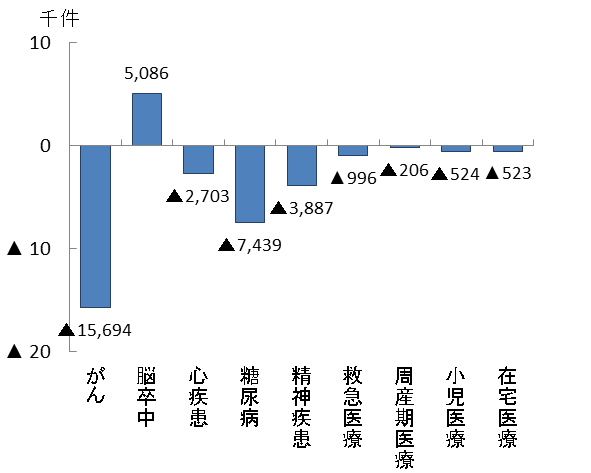 千件
10
5,086
0
▲996
▲206
▲524
▲523
▲2,703
▲3,887
▲7,439
▲ 10
▲15,694
▲ 20
がん
脳卒中
心疾患
糖尿病
精神疾患
救急医療
周産期医療
小児医療
在宅医療